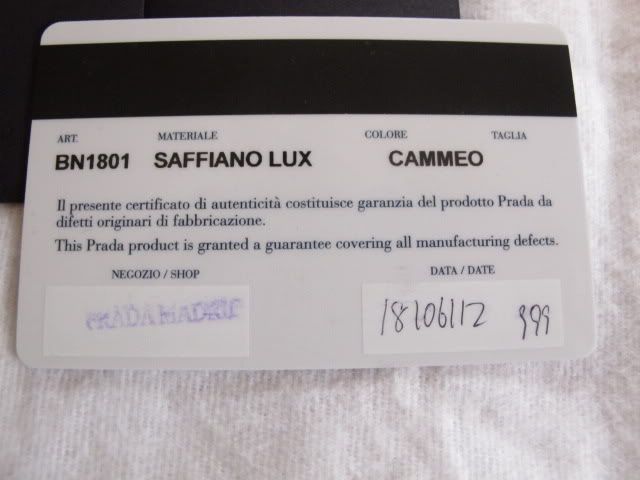 ART. MATERIALE COLORE TAGLIA
BN1801 SAFFIANO LUX CAMMEO
Il presente certificato di autenticità costituisce garanzia del prodotto Prada da
difetti originari di fabbricazione.
This Prada product is granted a guarantee covering all manufacturing defects.
NEGOZIO / SHOP DATA / DATE
PRADA MADRID 18/06/12 999